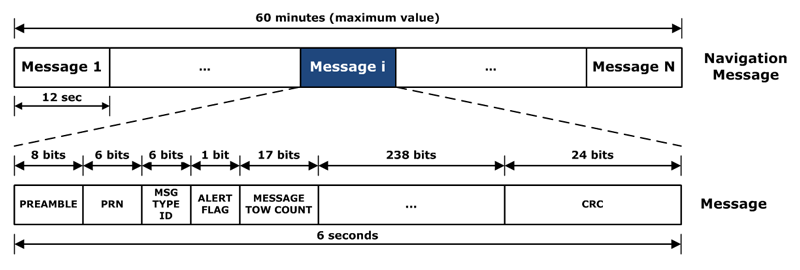 60 minutes (maximum value)
Message 1 ... Message i ... Message N
Navigation
Message
12 sec
8 bits 6 bits 6 bits 1 bit 17 bits 238 bits 24 bits
PREAMBLE
PRN
MSG
TYPE
ID
ALERT
FLAG
MESSAGE
TOW COUNT
...
CRC
Message
6 seconds